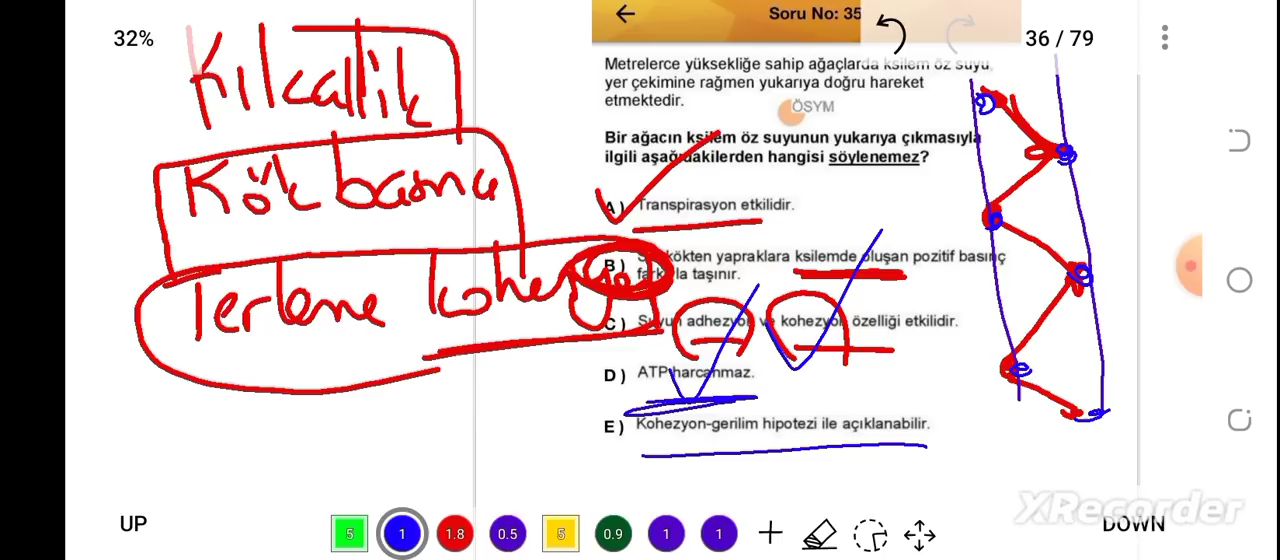 32%
Soru No: 35
36 / 79
Kılcallık
Kök basıncı
Terleme kohezyon
Metrelerce yüksekliğe sahip ağaçlarda ksilem öz suyu,
yer çekimine rağmen yukarıya doğru hareket
etmektedir.
ÖSYM
Bir ağacın ksilem öz suyunun yukarıya çıkmasıyla
ilgili aşağıdakilerden hangisi söylenemez?
A) Transpirasyon etkilidir.
B) kökten yapraklara ksilemde oluşan pozitif basınç
farkıyla taşınır.
C) Suyun adhezyon ve kohezyon özelliği etkilidir.
D) ATP harcanmaz.
E) Kohezyon-gerilim hipotezi ile açıklanabilir.
XRecorder
UP
5
1
1.8
0.5
5
0.9
1
1
DOWN